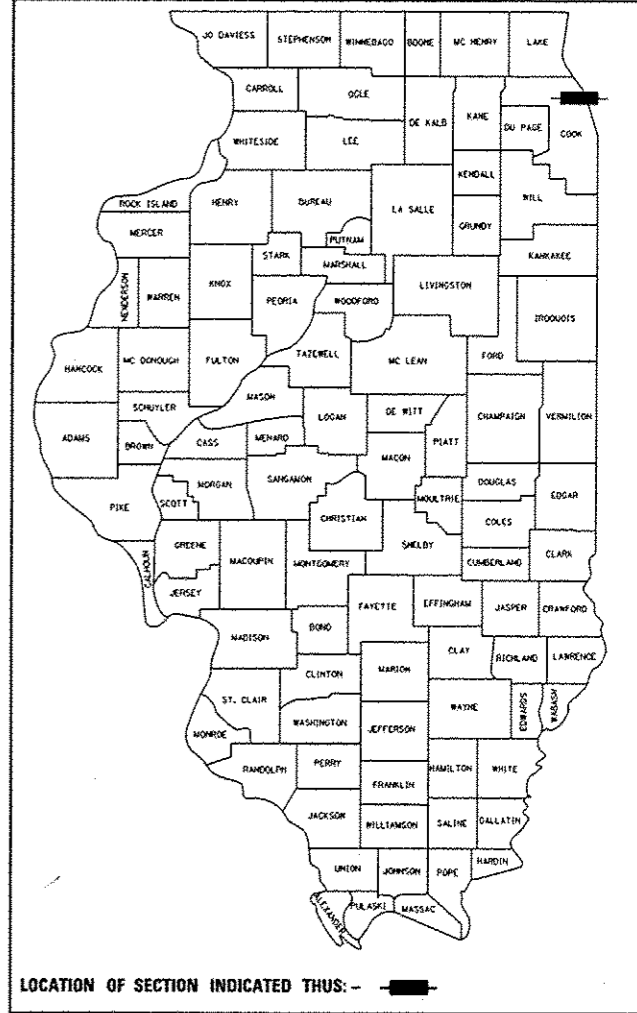 JO DAVIESS
STEPHENSON
WINNEBAGO
BOONE
MC HENRY
LAKE
CARROLL
OGLE
DE KALB
KANE
DU PAGE
COOK
WHITESIDE
LEE
KENDALL
WILL
ROCK ISLAND
HENRY
BUREAU
LA SALLE
GRUNDY
MERCER
PUTNAM
KANKAKEE
STARK
MARSHALL
HENDERSON
WARREN
KNOX
PEORIA
WOODFORD
LIVINGSTON
IROQUOIS
HANCOCK
MC DONOUGH
FULTON
TAZEWELL
MC LEAN
FORD
MASON
SCHUYLER
LOGAN
DE WITT
CHAMPAIGN
VERMILION
ADAMS
BROWN
CASS
MENARD
MACON
PIATT
MORGAN
SANGAMON
DOUGLAS
PIKE
SCOTT
MOULTRIE
EDGAR
CHRISTIAN
COLES
GREENE
MACOUPIN
MONTGOMERY
SHELBY
CUMBERLAND
CLARK
CALHOUN
JERSEY
FAYETTE
EFFINGHAM
JASPER
CRAWFORD
MADISON
BOND
CLAY
RICHLAND
LAWRENCE
CLINTON
MARION
ST. CLAIR
WAYNE
EDWARDS
WABASH
WASHINGTON
JEFFERSON
MONROE
RANDOLPH
PERRY
HAMILTON
WHITE
FRANKLIN
JACKSON
WILLIAMSON
SALINE
GALLATIN
UNION
JOHNSON
POPE
HARDIN
ALEXANDER
PULASKI
MASSAC
LOCATION OF SECTION INDICATED THUS: -